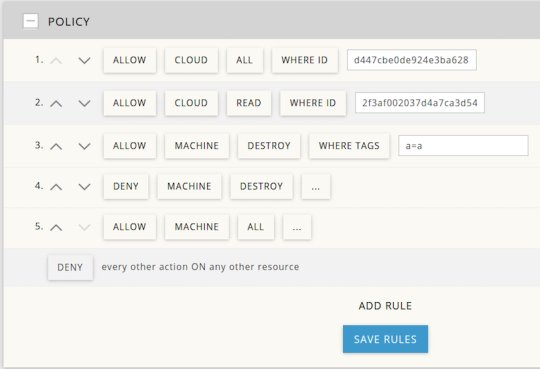 POLICY
1. ALLOW CLOUD ALL WHERE ID d447cbe0de924e3ba628
2. ALLOW CLOUD READ WHERE ID 2f3af002037d4a7ca3d54
3. ALLOW MACHINE DESTROY WHERE TAGS a=a
4. DENY MACHINE DESTROY ...
5. ALLOW MACHINE ALL ...
DENY every other action ON any other resource
ADD RULE
SAVE RULES